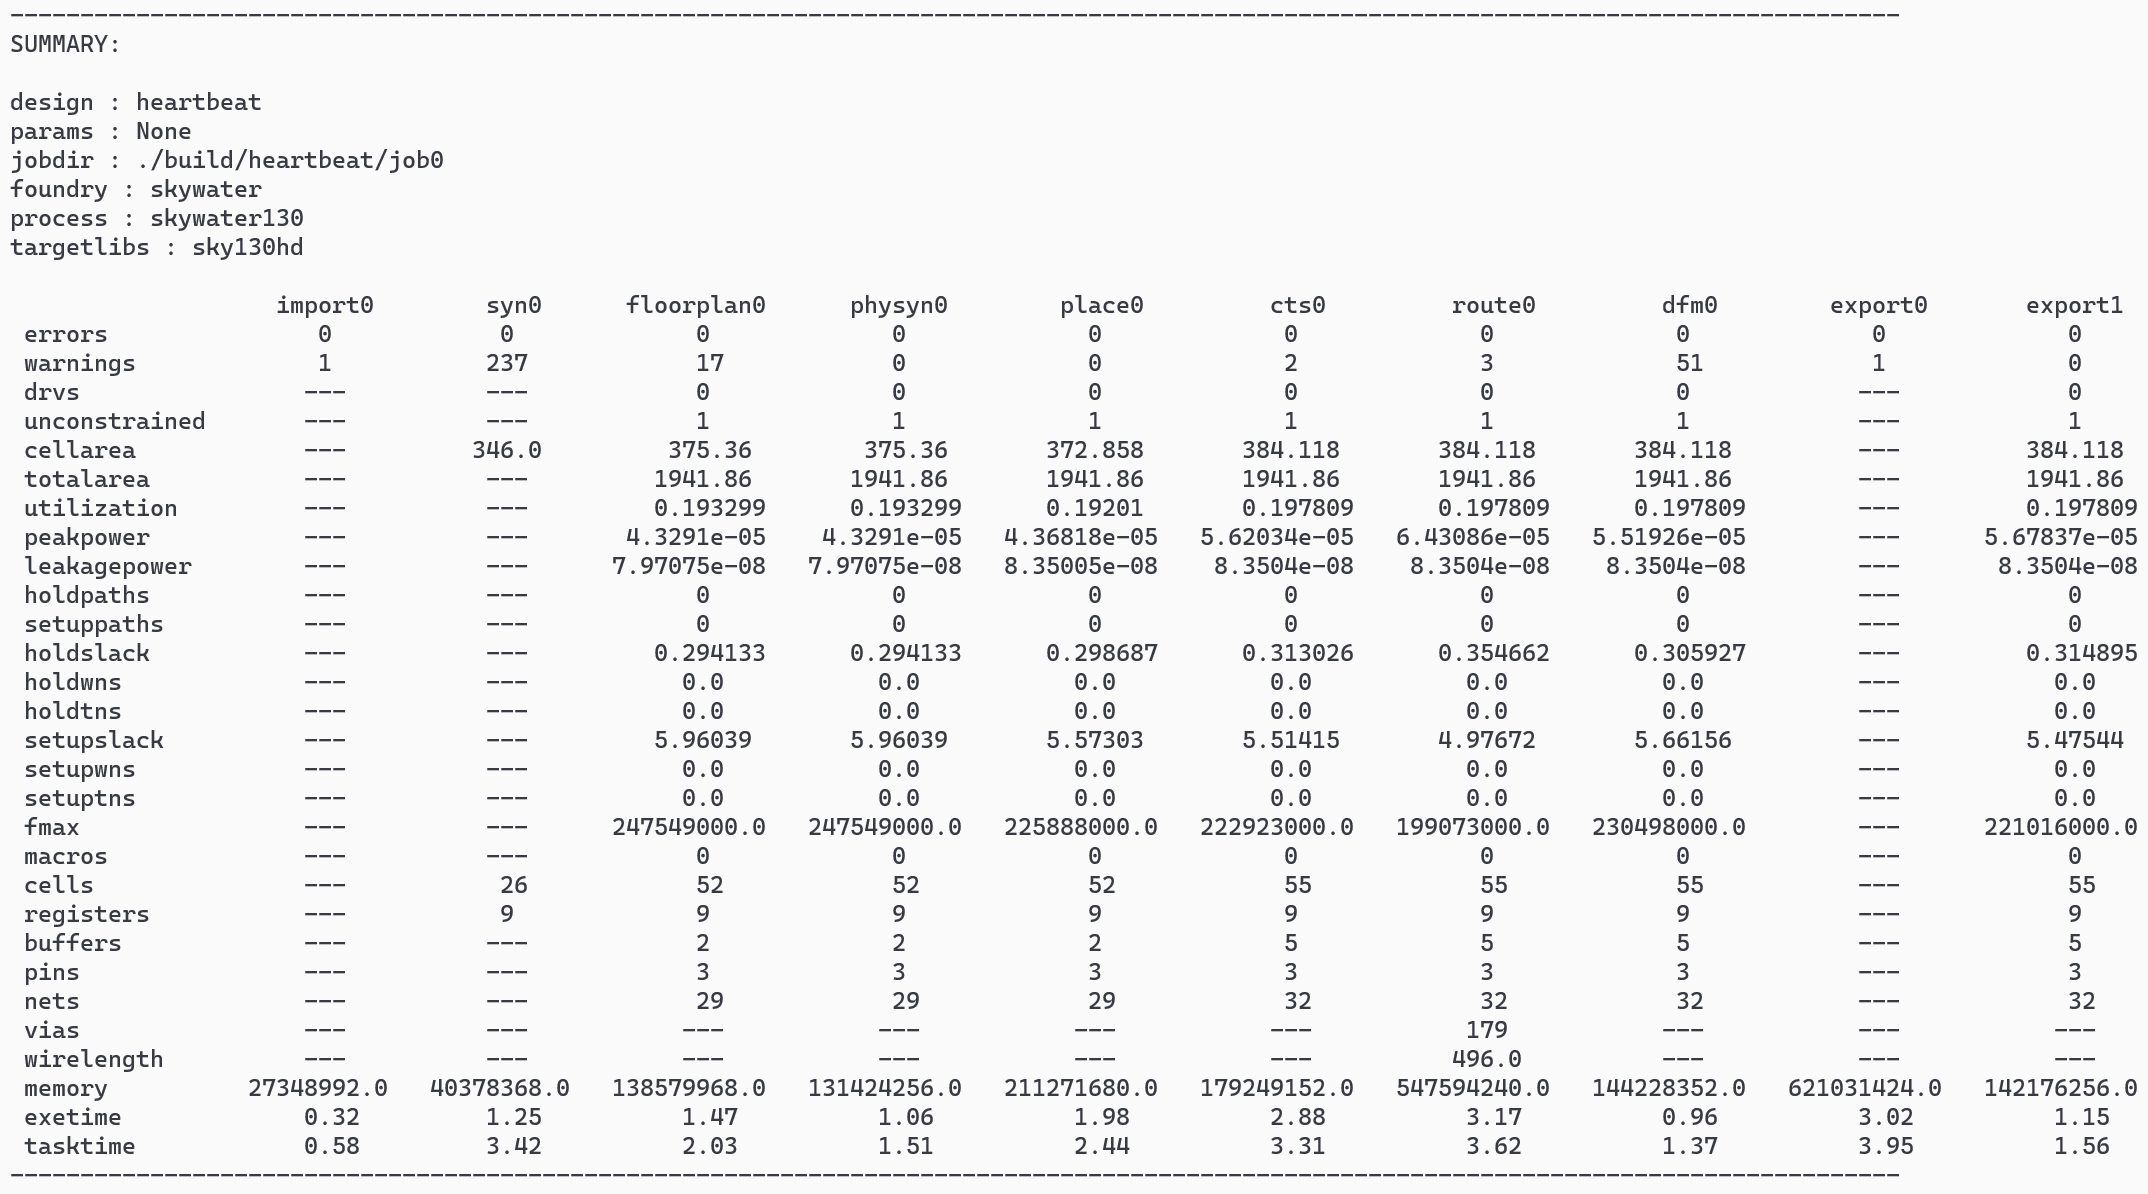 ---------------------------------------------------------------------------------------------------------------------------------------
SUMMARY:

design : heartbeat
params : None
jobdir : ./build/heartbeat/job0
foundry : skywater
process : skywater130
targetlibs : sky130hd

                   import0        syn0      floorplan0      physyn0        place0         cts0         route0         dfm0        export0       export1
 errors               0            0             0             0             0             0             0             0             0             0
 warnings             1           237           17             0             0             2             3            51             1             0
 drvs                ---          ---            0             0             0             0             0             0            ---            0
 unconstrained       ---          ---            1             1             1             1             1             1            ---            1
 cellarea            ---         346.0         375.36        375.36       372.858       384.118       384.118       384.118         ---         384.118
 totalarea           ---          ---         1941.86       1941.86       1941.86       1941.86       1941.86       1941.86         ---         1941.86
 utilization         ---          ---         0.193299      0.193299      0.19201       0.197809      0.197809      0.197809        ---         0.197809
 peakpower           ---          ---       4.3291e-05    4.3291e-05   4.36818e-05   5.62034e-05   6.43086e-05   5.51926e-05        ---      5.67837e-05
 leakagepower        ---          ---      7.97075e-08   7.97075e-08   8.35005e-08    8.3504e-08    8.3504e-08    8.3504e-08        ---       8.3504e-08
 holdpaths           ---          ---            0             0             0             0             0             0            ---            0
 setuppaths          ---          ---            0             0             0             0             0             0            ---            0
 holdslack           ---          ---         0.294133      0.294133      0.298687      0.313026      0.354662      0.305927        ---         0.314895
 holdwns             ---          ---           0.0           0.0           0.0           0.0           0.0           0.0           ---           0.0
 holdtns             ---          ---           0.0           0.0           0.0           0.0           0.0           0.0           ---           0.0
 setupslack          ---          ---         5.96039       5.96039       5.57303       5.51415       4.97672       5.66156         ---         5.47544
 setupwns            ---          ---           0.0           0.0           0.0           0.0           0.0           0.0           ---           0.0
 setuptns            ---          ---           0.0           0.0           0.0           0.0           0.0           0.0           ---           0.0
 fmax                ---          ---      247549000.0   247549000.0   225888000.0   222923000.0   199073000.0   230498000.0        ---      221016000.0
 macros              ---          ---            0             0             0             0             0             0            ---            0
 cells               ---           26           52            52            52            55            55            55            ---           55
 registers           ---           9             9             9             9             9             9             9            ---            9
 buffers             ---          ---            2             2             2             5             5             5            ---            5
 pins                ---          ---            3             3             3             3             3             3            ---            3
 nets                ---          ---           29            29            29            32            32            32            ---           32
 vias                ---          ---           ---           ---           ---           ---          179            ---           ---           ---
 wirelength          ---          ---           ---           ---           ---           ---         496.0           ---           ---           ---
 memory          27348992.0   40378368.0   138579968.0   131424256.0   211271680.0   179249152.0   547594240.0   144228352.0   621031424.0   142176256.0
 exetime             0.32         1.25          1.47          1.06          1.98          2.88          3.17          0.96          3.02          1.15
 tasktime            0.58         3.42          2.03          1.51          2.44          3.31          3.62          1.37          3.95          1.56
---------------------------------------------------------------------------------------------------------------------------------------